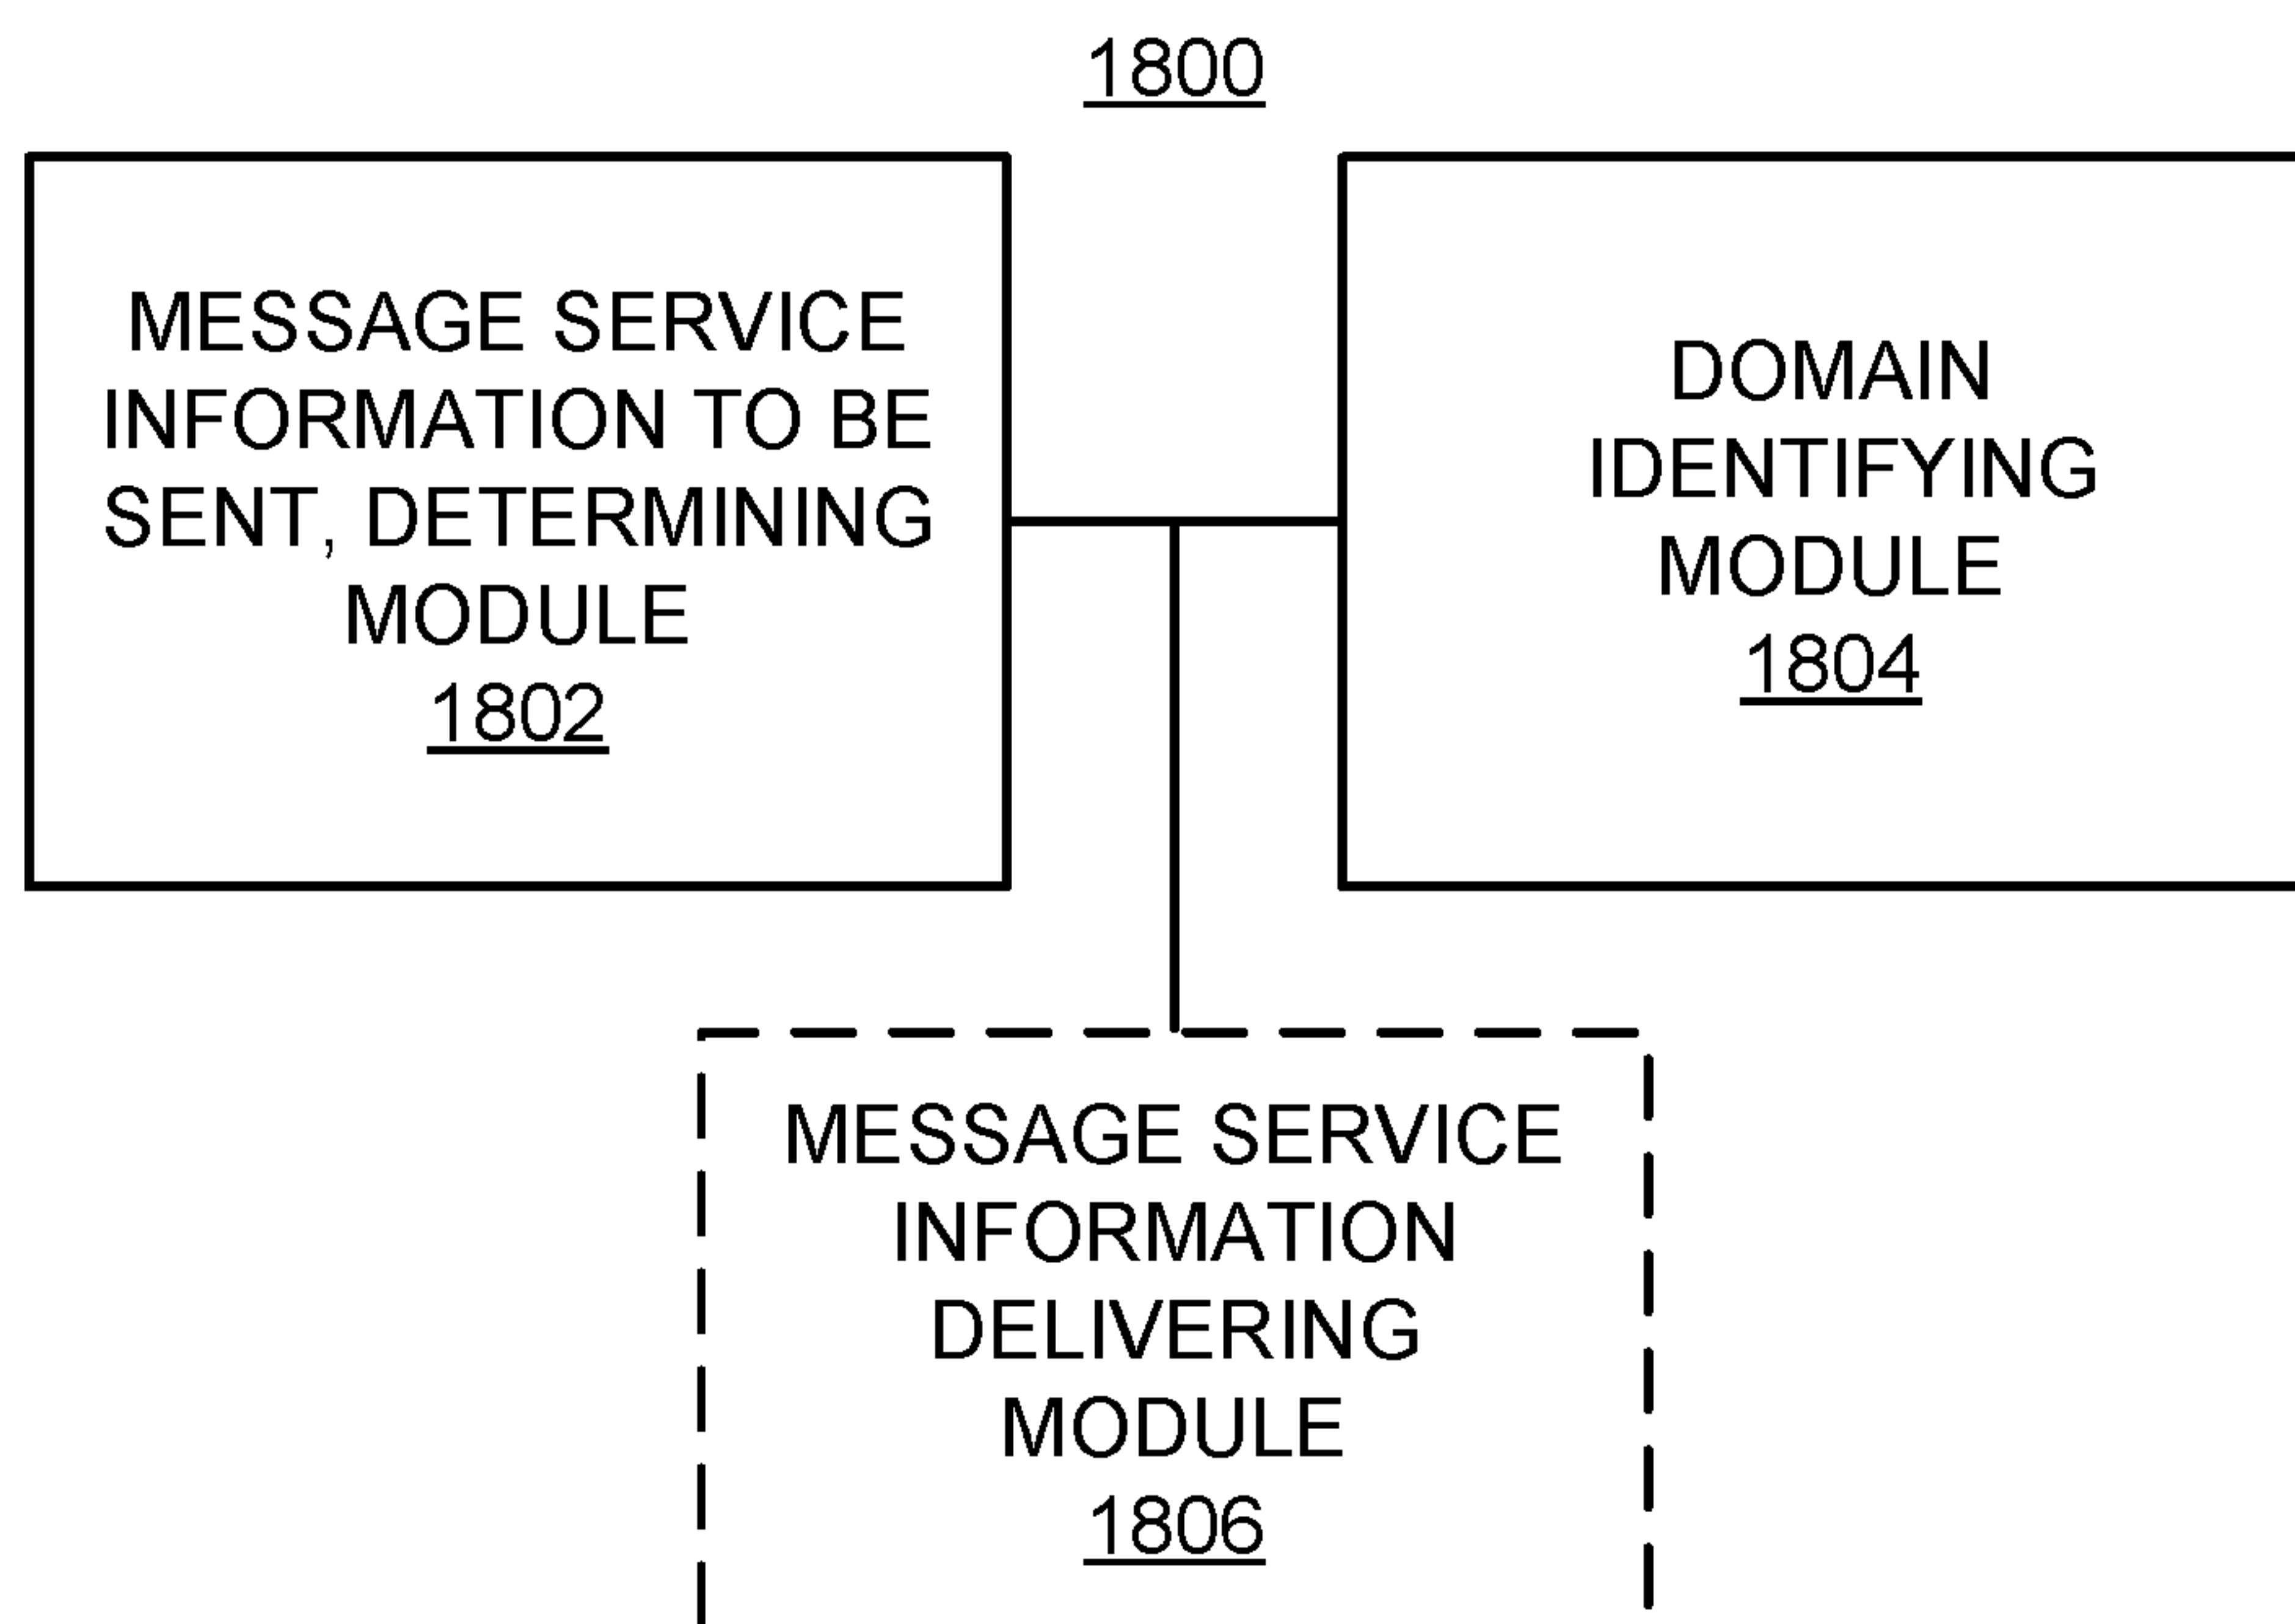 1800
MESSAGE SERVICE
INFORMATION TO BE
SENT, DETERMINING
MODULE
1802
DOMAIN
IDENTIFYING
MODULE
1804
MESSAGE SERVICE
INFORMATION
DELIVERING
MODULE
1806